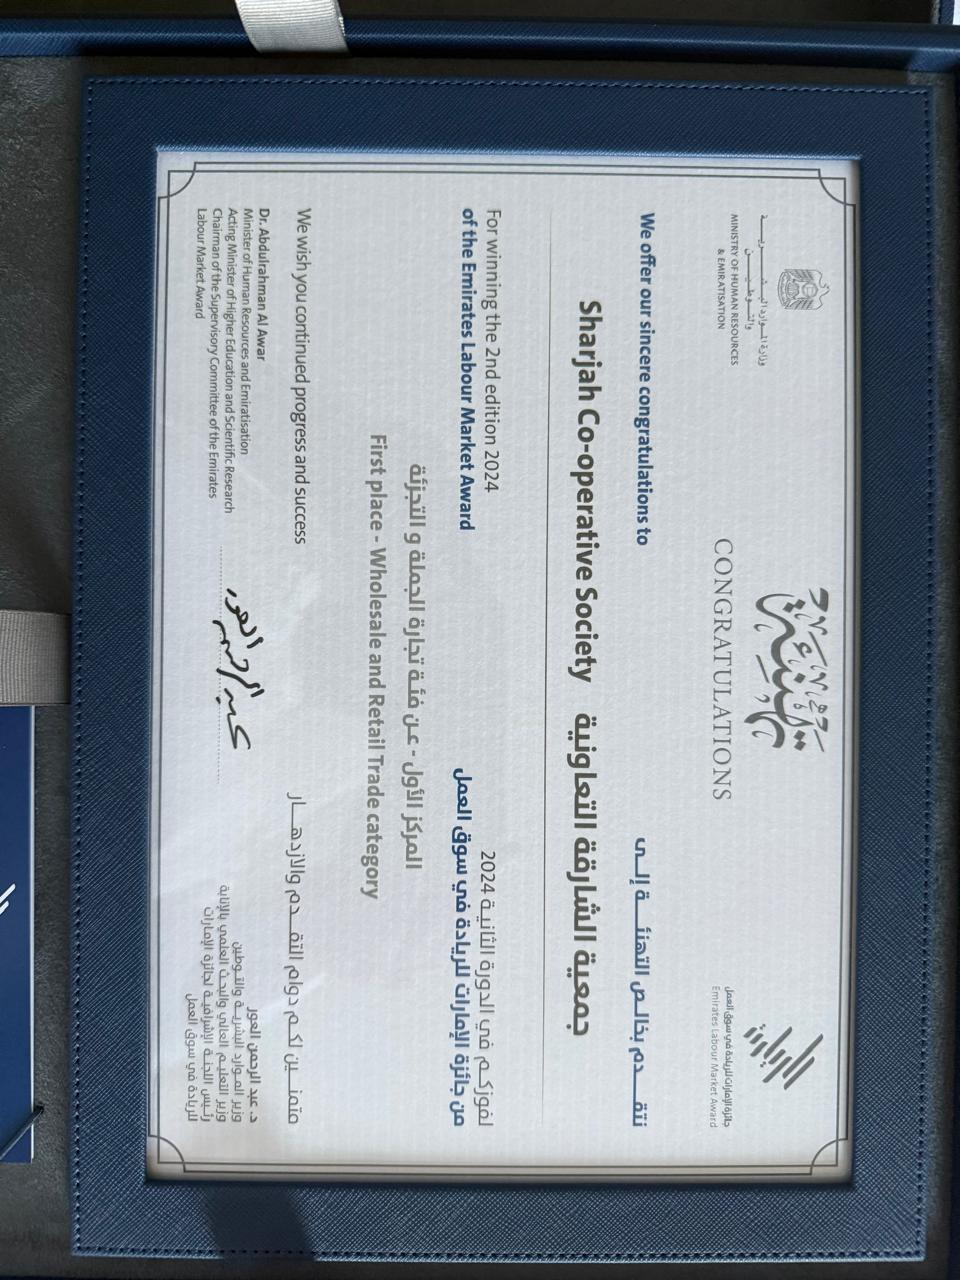 وزارة الموارد البشرية
والتوطين
MINISTRY OF HUMAN RESOURCES
& EMIRATISATION
CONGRATULATIONS
جائزة الإمارات للريادة في سوق العمل
Emirates Labour Market Award
We offer our sincere congratulations to
نتقدم بخالص التهنئة إلى
Sharjah Co-operative Society
جمعية الشارقة التعاونية
For winning the 2nd edition 2024
of the Emirates Labour Market Award
لفوزكم في الدورة الثانية 2024
من جائزة الإمارات للريادة في سوق العمل
المركز الأول - عن فئة تجارة الجملة و التجزئة
First place - Wholesale and Retail Trade category
We wish you continued progress and success
متمنين لكم دوام التقدم والازدهار
Dr. Abdulrahman Al Awar
Minister of Human Resources and Emiratisation
Acting Minister of Higher Education and Scientific Research
Chairman of the Supervisory Committee of the Emirates
Labour Market Award
د. عبد الرحمن العور
وزير الموارد البشرية والتوطين
وزير التعليم العالي والبحث العلمي بالإنابة
رئيس اللجنة الإشرافية لجائزة الإمارات
للريادة في سوق العمل